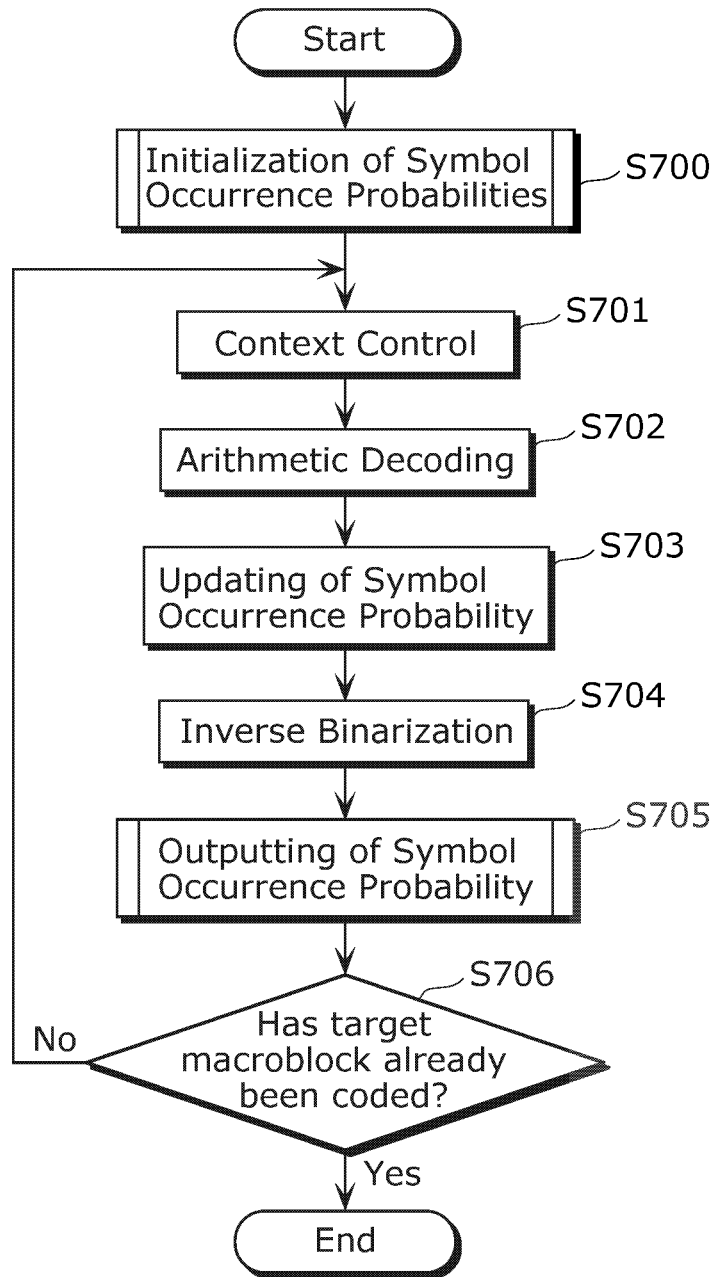 Start
Initialization of Symbol
Occurrence Probabilities
S700
Context Control
S701
Arithmetic Decoding
S702
Updating of Symbol
Occurrence Probability
S703
Inverse Binarization
S704
Outputting of Symbol
Occurrence Probability
S705
S706
Has target
macroblock already
been coded?
No
Yes
End